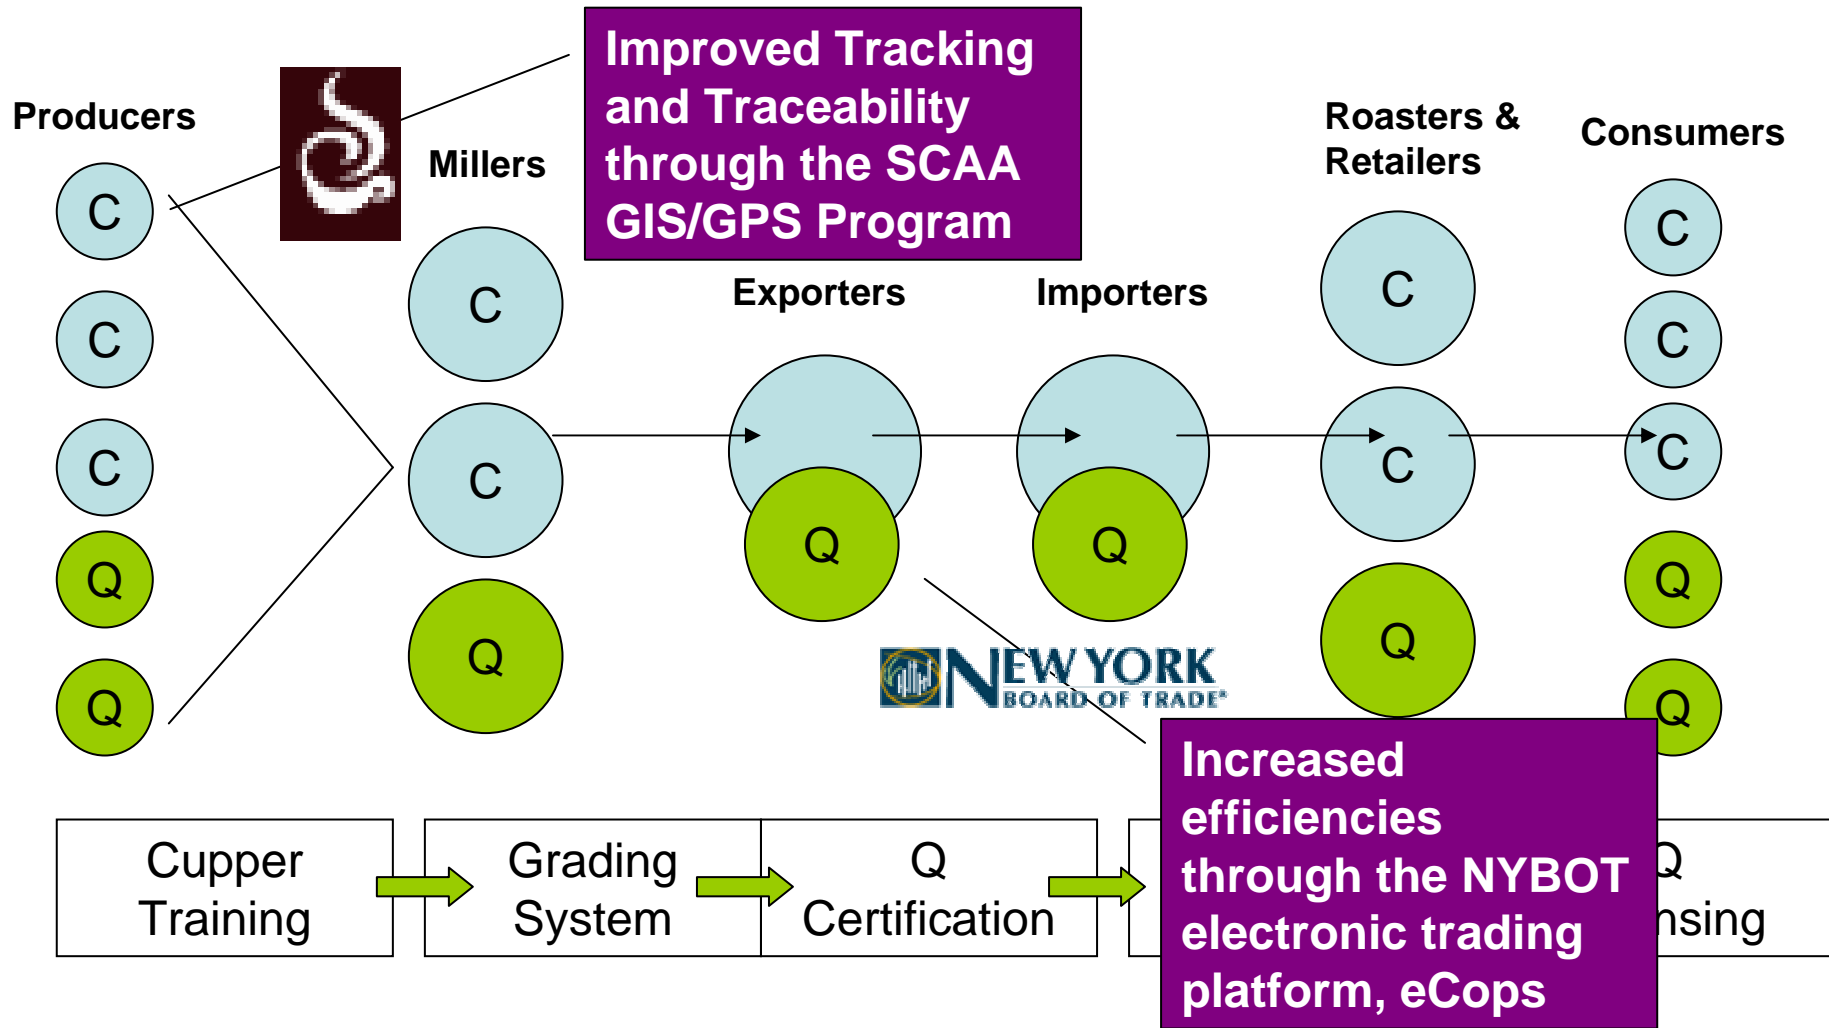 Improved Tracking
and Traceability
through the SCAA
GIS/GPS Program
Producers
Millers
Exporters
Importers
Roasters &
Retailers
Consumers
C
C
C
Q
Q
C
C
Q
Q
Q
C
C
Q
C
C
C
Q
Q
NEW YORK
BOARD OF TRADE®
Cupper
Training
Grading
System
Q
Certification
Increased
efficiencies
through the NYBOT
electronic trading
platform, eCops
Q
nsing